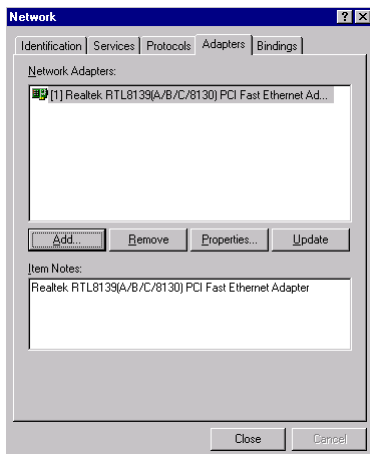 Network
Identification Services Protocols Adapters Bindings
Network Adapters:
[1] Realtek RTL8139(A/B/C/8130) PCI Fast Ethernet Ad...
Add... Remove Properties... Update
Item Notes:
Realtek RTL8139(A/B/C/8130) PCI Fast Ethernet Adapter
Close Cancel